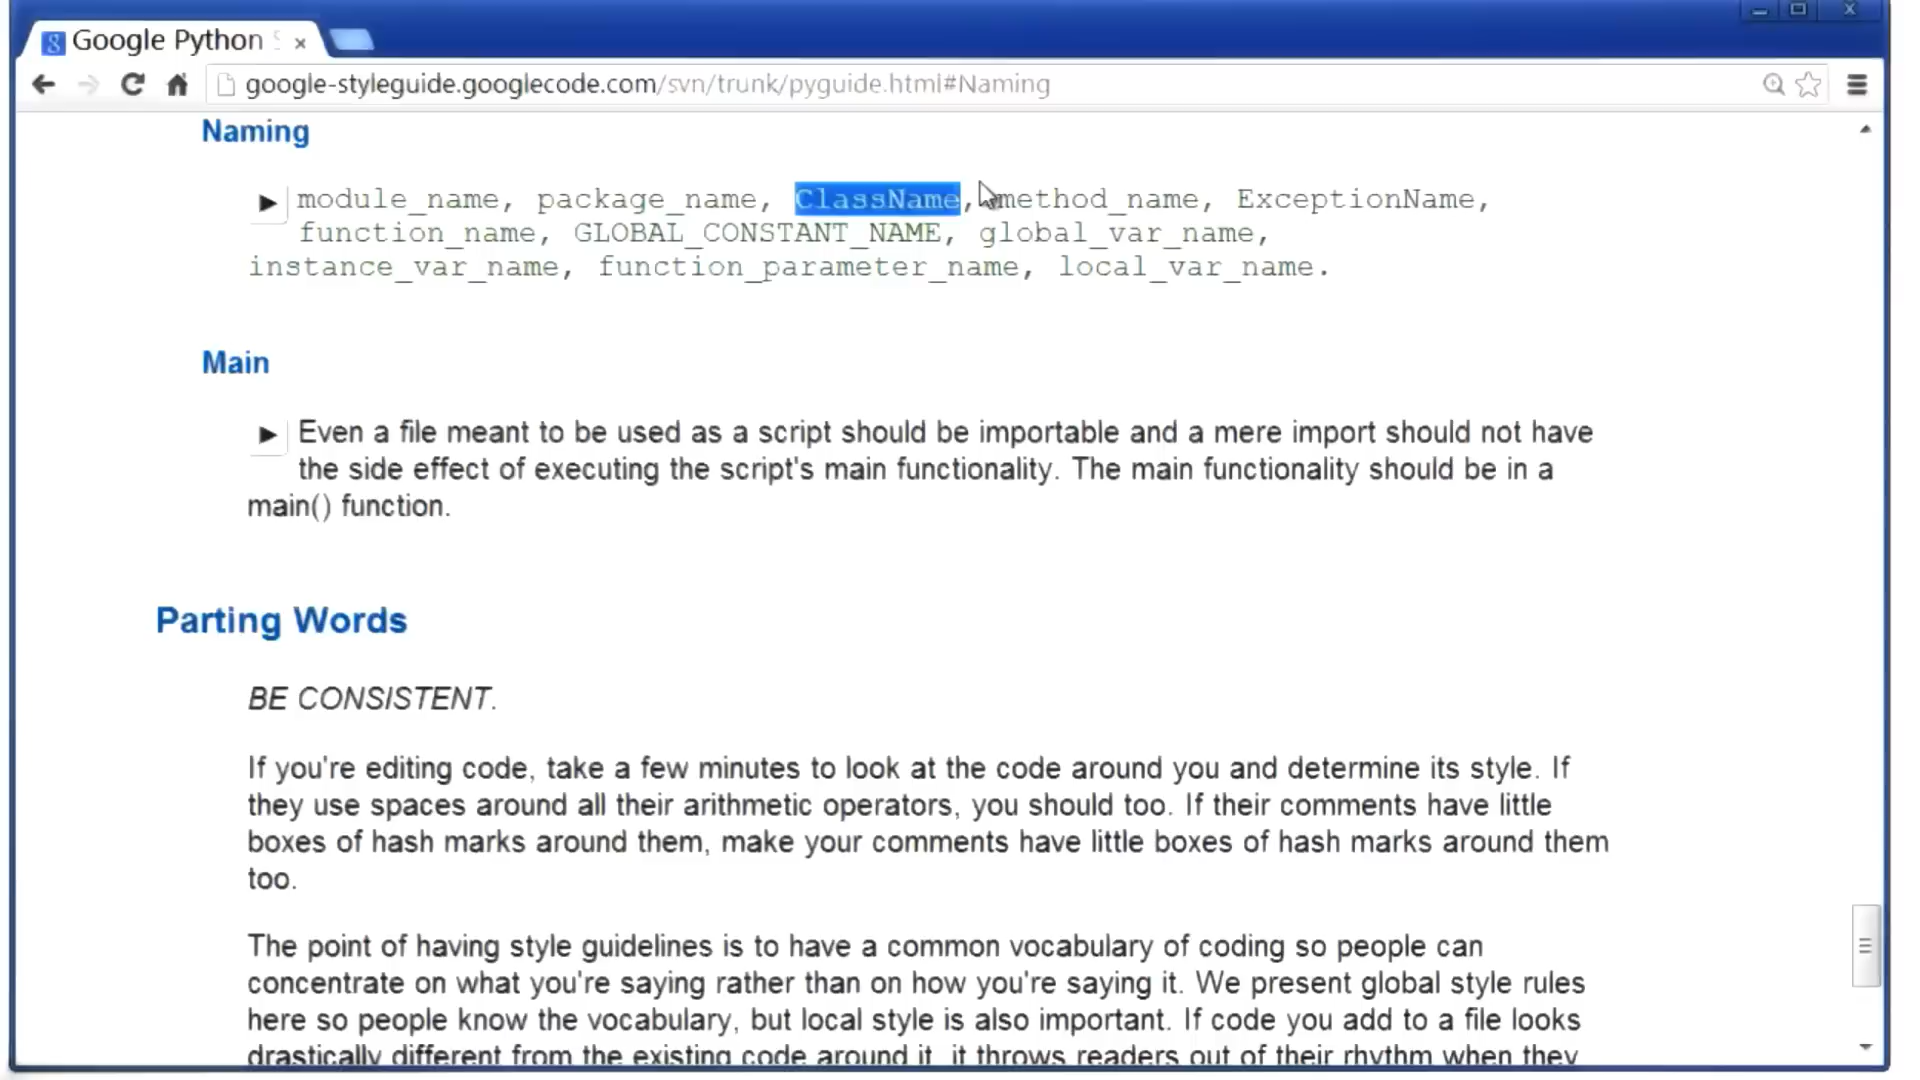 Google Python
google-styleguide.googlecode.com/svn/trunk/pyguide.html#Naming
Naming
module_name, package_name, ClassName, method_name, ExceptionName,
function_name, GLOBAL_CONSTANT_NAME, global_var_name,
instance_var_name, function_parameter_name, local_var_name.
Main
Even a file meant to be used as a script should be importable and a mere import should not have
the side effect of executing the script's main functionality. The main functionality should be in a
main() function.
Parting Words
BE CONSISTENT.
If you're editing code, take a few minutes to look at the code around you and determine its style. If
they use spaces around all their arithmetic operators, you should too. If their comments have little
boxes of hash marks around them, make your comments have little boxes of hash marks around them
too.
The point of having style guidelines is to have a common vocabulary of coding so people can
concentrate on what you're saying rather than on how you're saying it. We present global style rules
here so people know the vocabulary, but local style is also important. If code you add to a file looks
drastically different from the existing code around it, it throws readers out of their rhythm when they